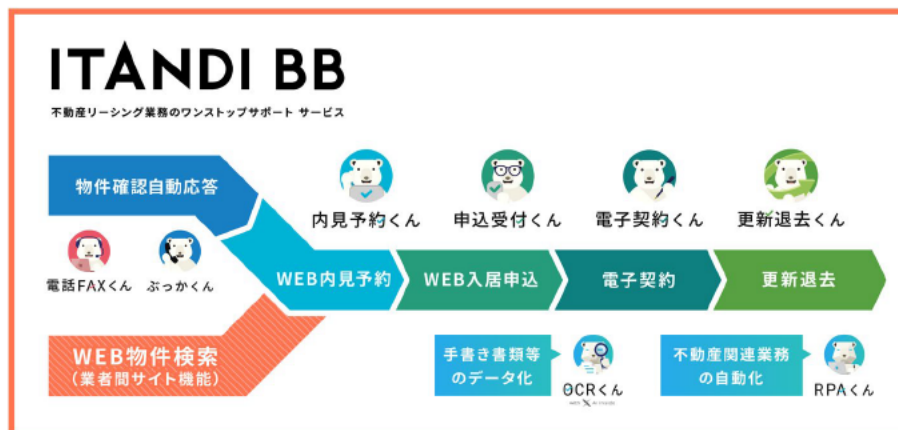 ITANDI BB
不動産リーシング業務のワンストップサポート サービス
物件確認自動応答
電話FAXくん
ぶっかくん
WEB物件検索
(業者間サイト機能)
内見予約くん
申込受付くん
電子契約くん
更新退去くん
WEB内見予約
WEB入居申込
電子契約
更新退去
手書き書類等
のデータ化
OCRくん
不動産関連業務
の自動化
RPAくん